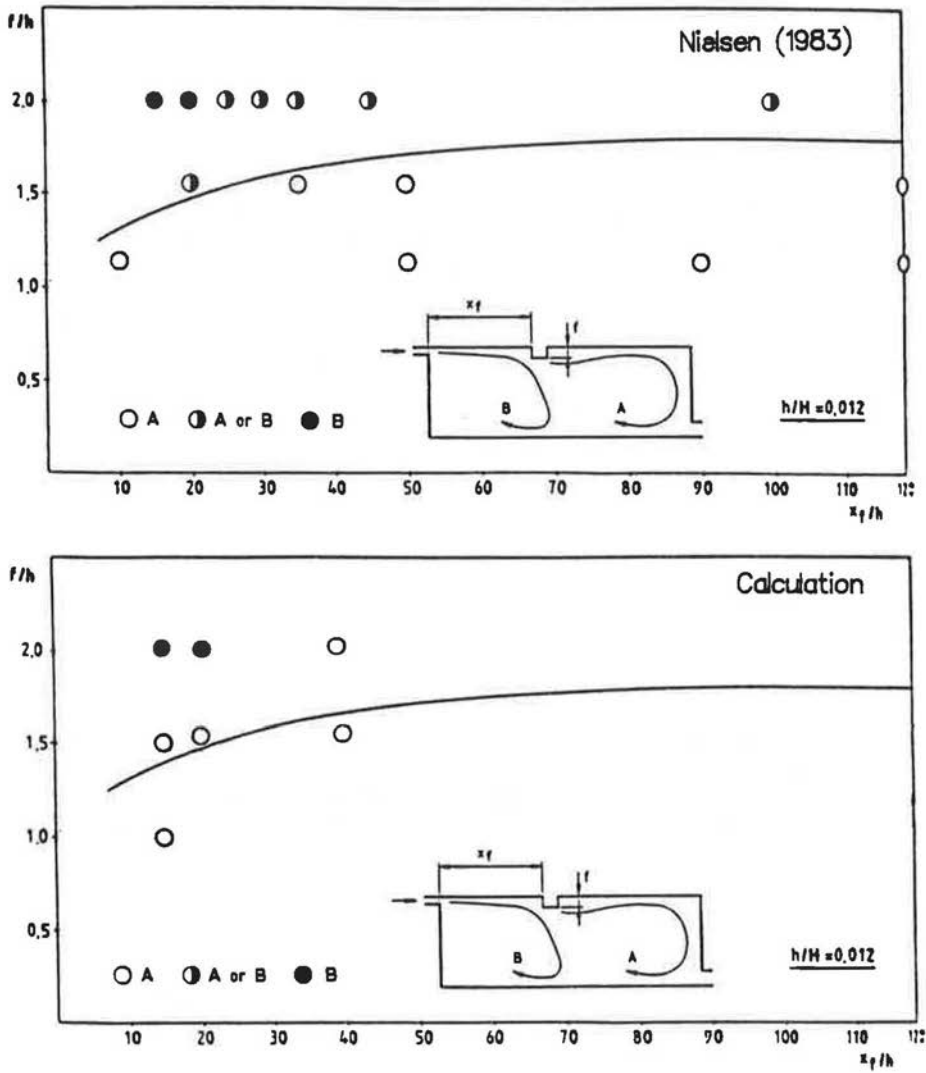 f/h
Nielsen (1983)
2,0
1,5
1,0
0,5
x_f
f
B
A
A
A or B
B
h/H = 0,012
10 20 30 40 50 60 70 80 90 100 110
x_f/h
f/h
Calculation
2,0
1,5
1,0
0,5
x_f
f
B
A
A
A or B
B
h/H = 0,012
10 20 30 40 50 60 70 80 90 100 110
x_f/h